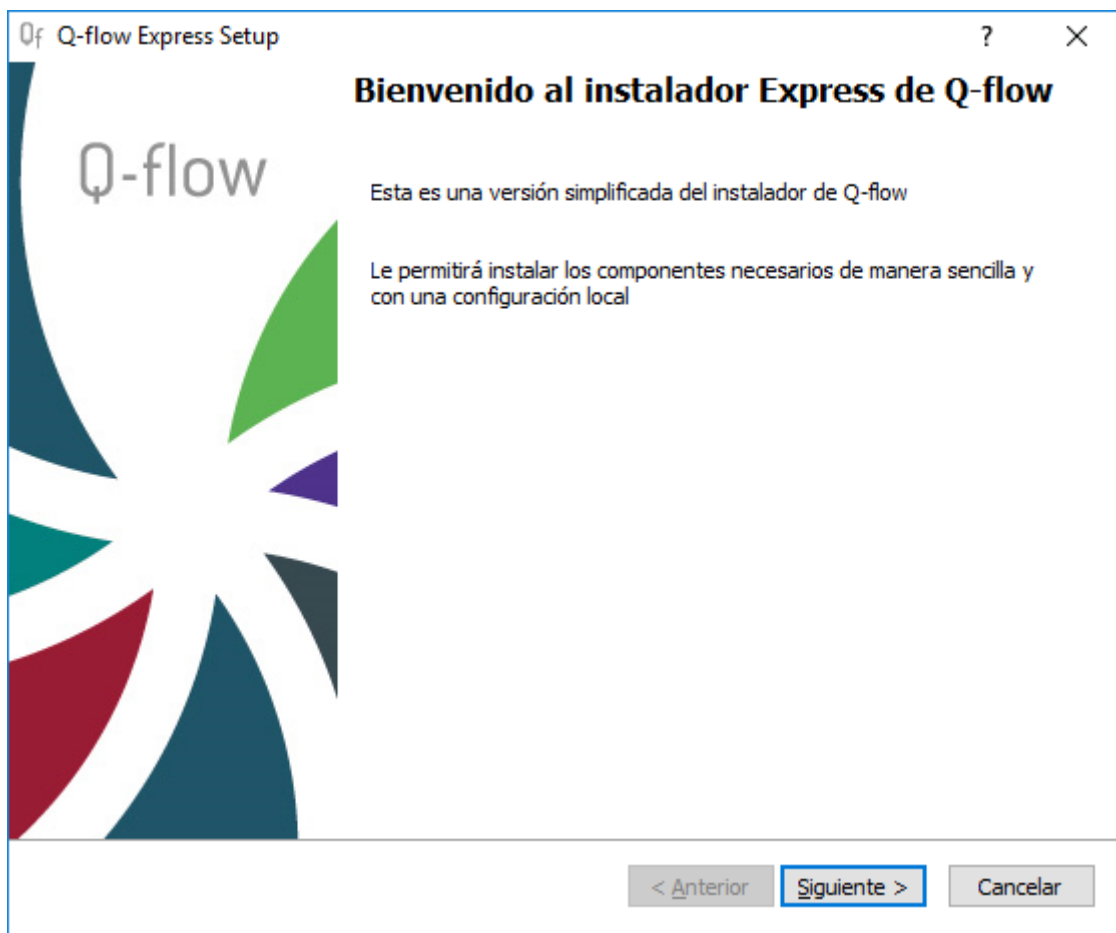 Qf Q-flow Express Setup ?
Bienvenido al instalador Express de Q-flow
Q-flow
Esta es una versión simplificada del instalador de Q-flow
Le permitirá instalar los componentes necesarios de manera sencilla y
con una configuración local
< Anterior Siguiente > Cancelar